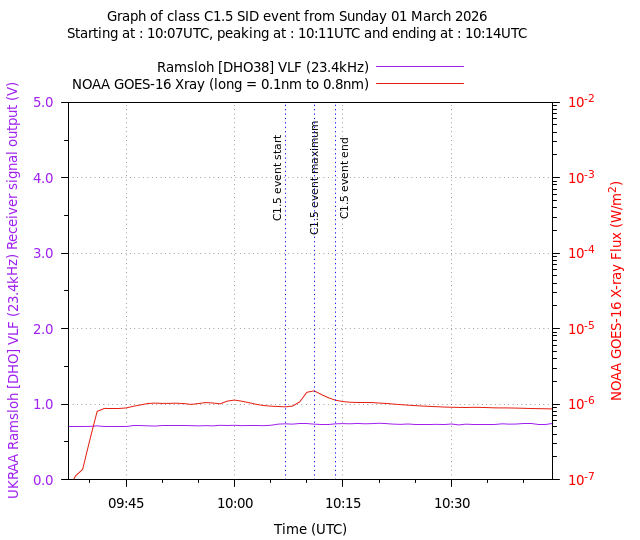 Graph of class C1.5 SID event from Sunday 01 March 2026
Starting at : 10:07UTC, peaking at : 10:11UTC and ending at : 10:14UTC
Ramsloh [DHO38] VLF (23.4kHz)
NOAA GOES-16 Xray (long = 0.1nm to 0.8nm)
UKRAA Ramsloh [DHO] VLF (23.4kHz) Receiver signal output (V)
5.0
4.0
3.0
2.0
1.0
0.0
C1.5 event start
C1.5 event maximum
C1.5 event end
10-2
10-3
10-4
10-5
10-6
10-7
NOAA GOES-16 X-ray Flux (W/m2)
09:45
10:00
10:15
10:30
Time (UTC)